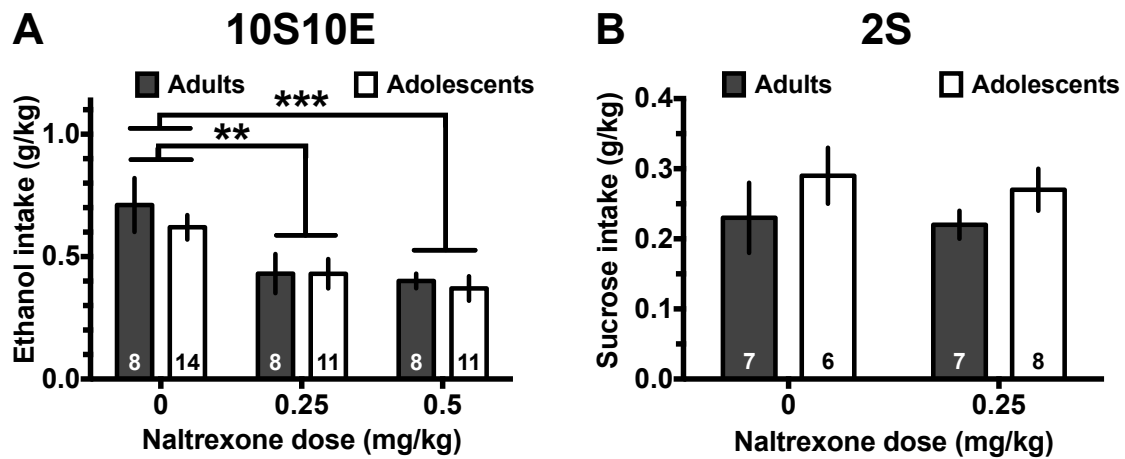 A 10S10E
Adults Adolescents
***
**
Ethanol intake (g/kg)
1.0
0.5
0.0
8 14 8 11 8 11
0 0.25 0.5
Naltrexone dose (mg/kg)
B 2S
Adults Adolescents
Sucrose intake (g/kg)
0.4
0.3
0.2
0.1
0.0
7 6 7 8
0 0.25
Naltrexone dose (mg/kg)